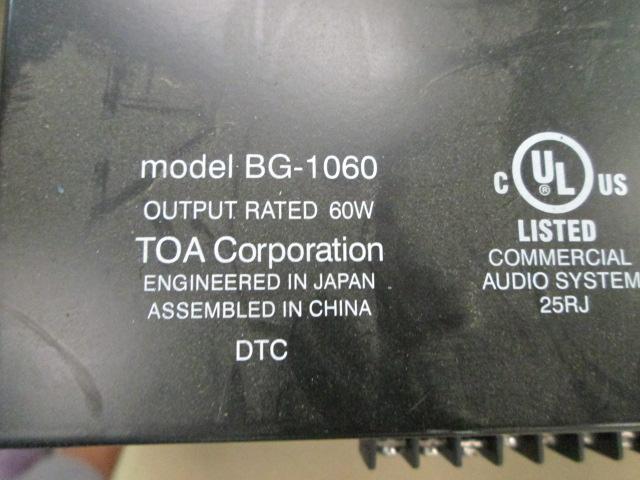 model BG-1060
OUTPUT RATED 60W
TOA Corporation
ENGINEERED IN JAPAN
ASSEMBLED IN CHINA
DTC
C UL® US
LISTED
COMMERCIAL
AUDIO SYSTEM
25RJ